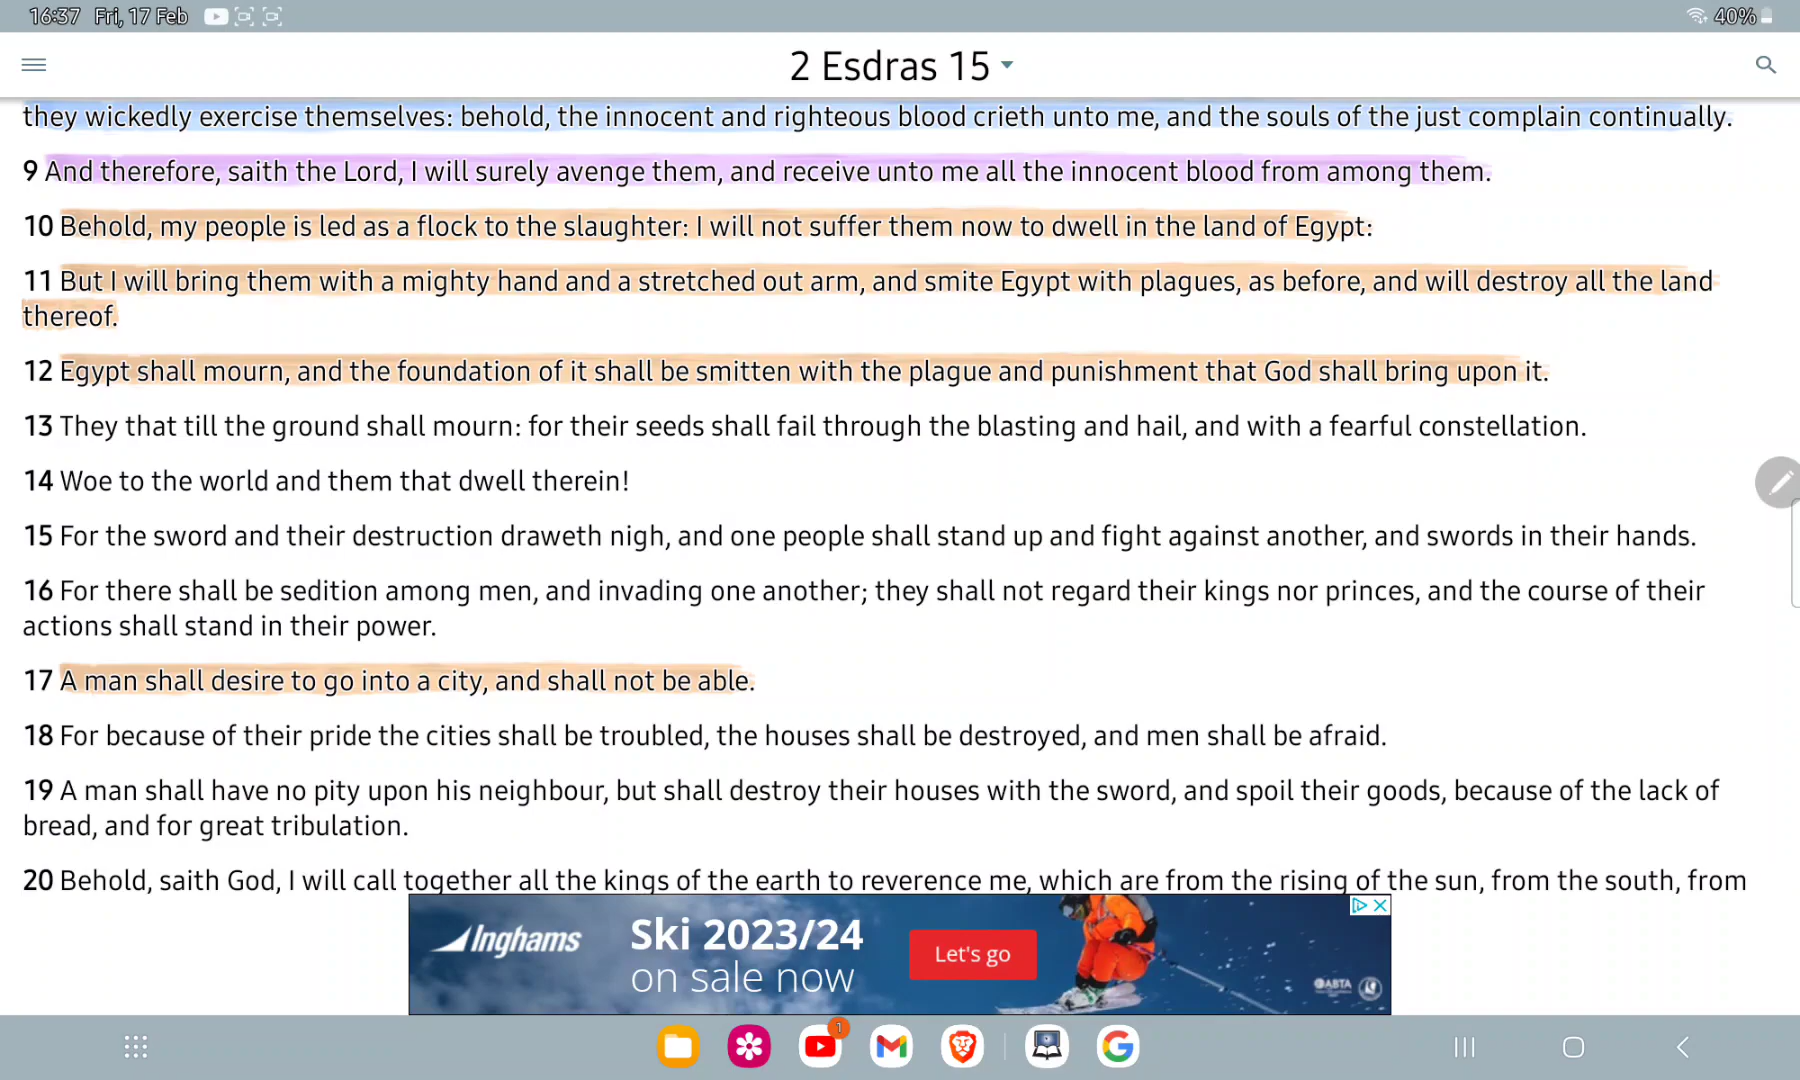 16:37 Fri, 17 Feb 40%
2 Esdras 15
they wickedly exercise themselves: behold, the innocent and righteous blood crieth unto me, and the souls of the just complain continually.
9 And therefore, saith the Lord, I will surely avenge them, and receive unto me all the innocent blood from among them.
10 Behold, my people is led as a flock to the slaughter: I will not suffer them now to dwell in the land of Egypt:
11 But I will bring them with a mighty hand and a stretched out arm, and smite Egypt with plagues, as before, and will destroy all the land
thereof.
12 Egypt shall mourn, and the foundation of it shall be smitten with the plague and punishment that God shall bring upon it.
13 They that till the ground shall mourn: for their seeds shall fail through the blasting and hail, and with a fearful constellation.
14 Woe to the world and them that dwell therein!
15 For the sword and their destruction draweth nigh, and one people shall stand up and fight against another, and swords in their hands.
16 For there shall be sedition among men, and invading one another; they shall not regard their kings nor princes, and the course of their
actions shall stand in their power.
17 A man shall desire to go into a city, and shall not be able.
18 For because of their pride the cities shall be troubled, the houses shall be destroyed, and men shall be afraid.
19 A man shall have no pity upon his neighbour, but shall destroy their houses with the sword, and spoil their goods, because of the lack of
bread, and for great tribulation.
20 Behold, saith God, I will call together all the kings of the earth to reverence me, which are from the rising of the sun, from the south, from
Inghams
Ski 2023/24
on sale now
Let's go
ABTA
1